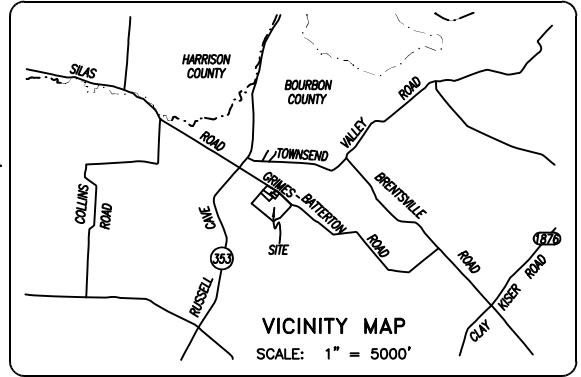 SILAS ROAD
HARRISON
COUNTY
BOURBON
COUNTY
TOWNSEND VALLEY ROAD
COLLINS
ROAD
GRIMES - BATTERTON ROAD
BRENTSVILLE ROAD
SITE
RUSSELL CAVE
353
1876
CLAY KISER ROAD
VICINITY MAP
SCALE: 1" = 5000'